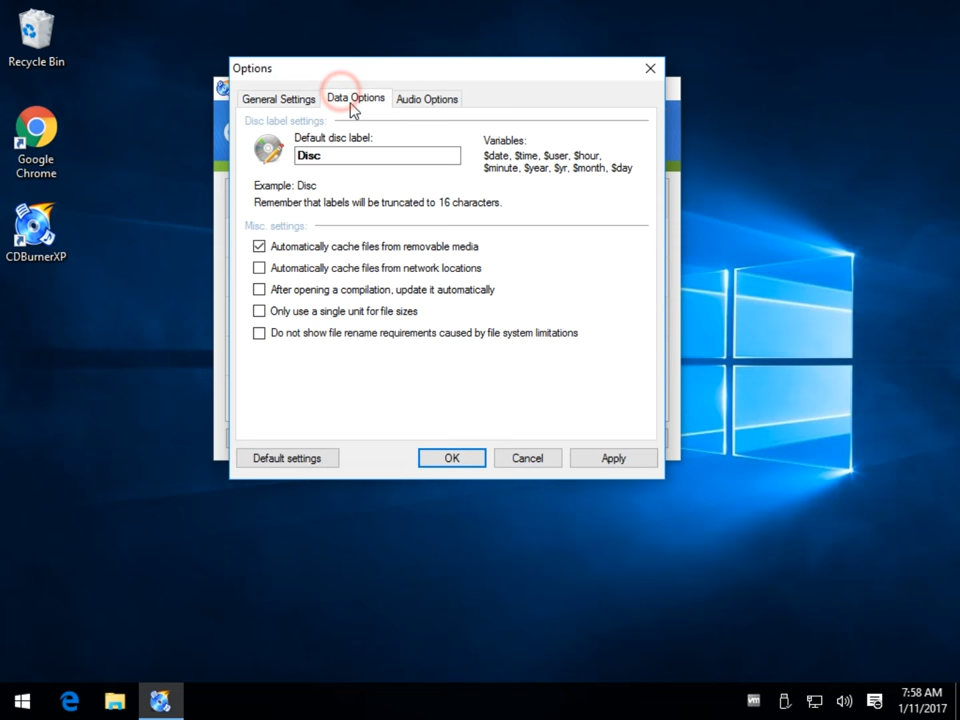 Recycle Bin
Google
Chrome
CDBurnerXP
Options
General Settings
Data Options
Audio Options
Disc label settings:
Default disc label:
Disc
Variables:
$date, $time, $user, $hour,
$minute, $year, $yr, $month, $day
Example: Disc
Remember that labels will be truncated to 16 characters.
Misc. settings:
Automatically cache files from removable media
Automatically cache files from network locations
After opening a compilation, update it automatically
Only use a single unit for file sizes
Do not show file rename requirements caused by file system limitations
Default settings
OK
Cancel
Apply
vm
7:58 AM
1/11/2017